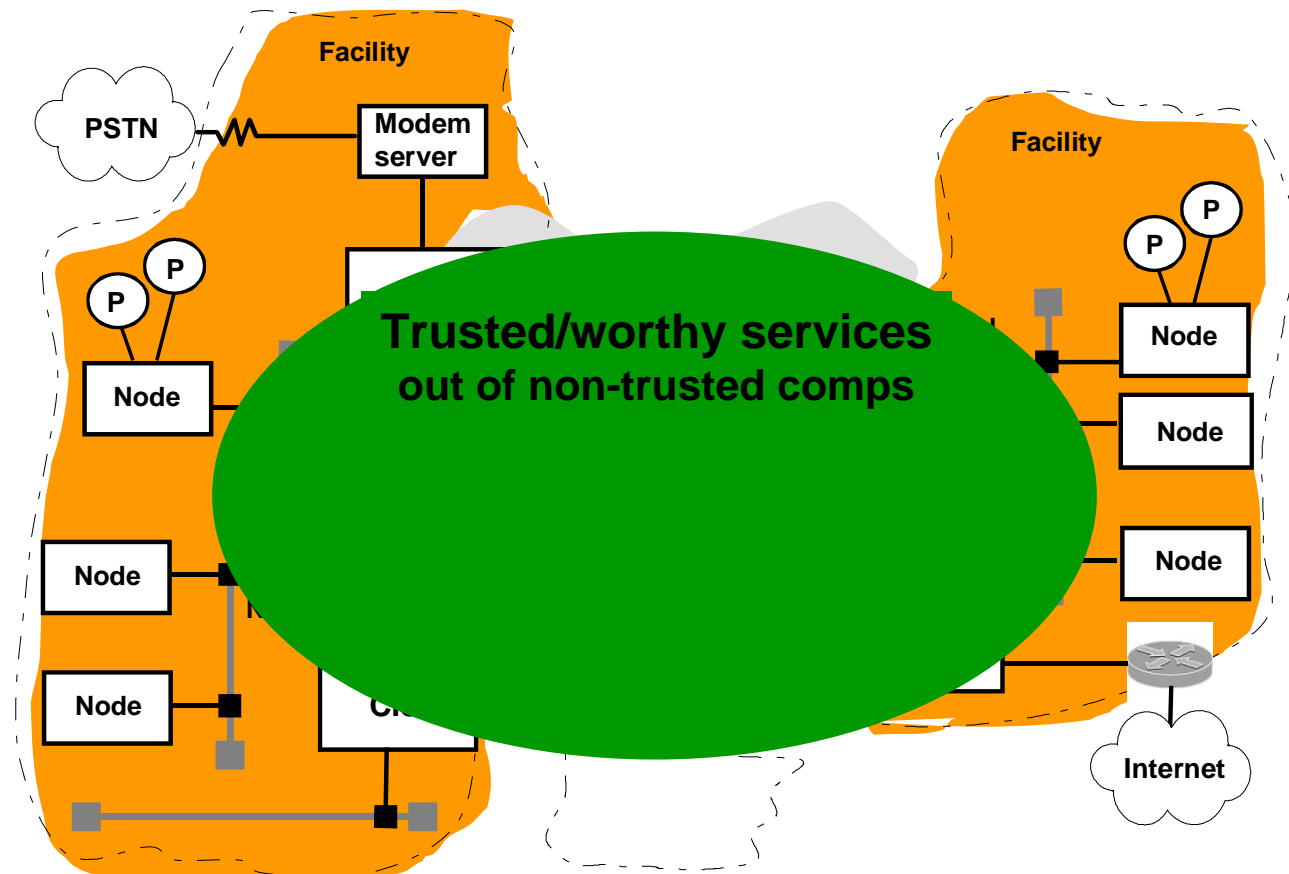 Facility
PSTN
Modem
server
Facility
P
P
P
P
Trusted/worthy services
out of non-trusted comps
Node
Node
Node
Node
Node
Node
Internet